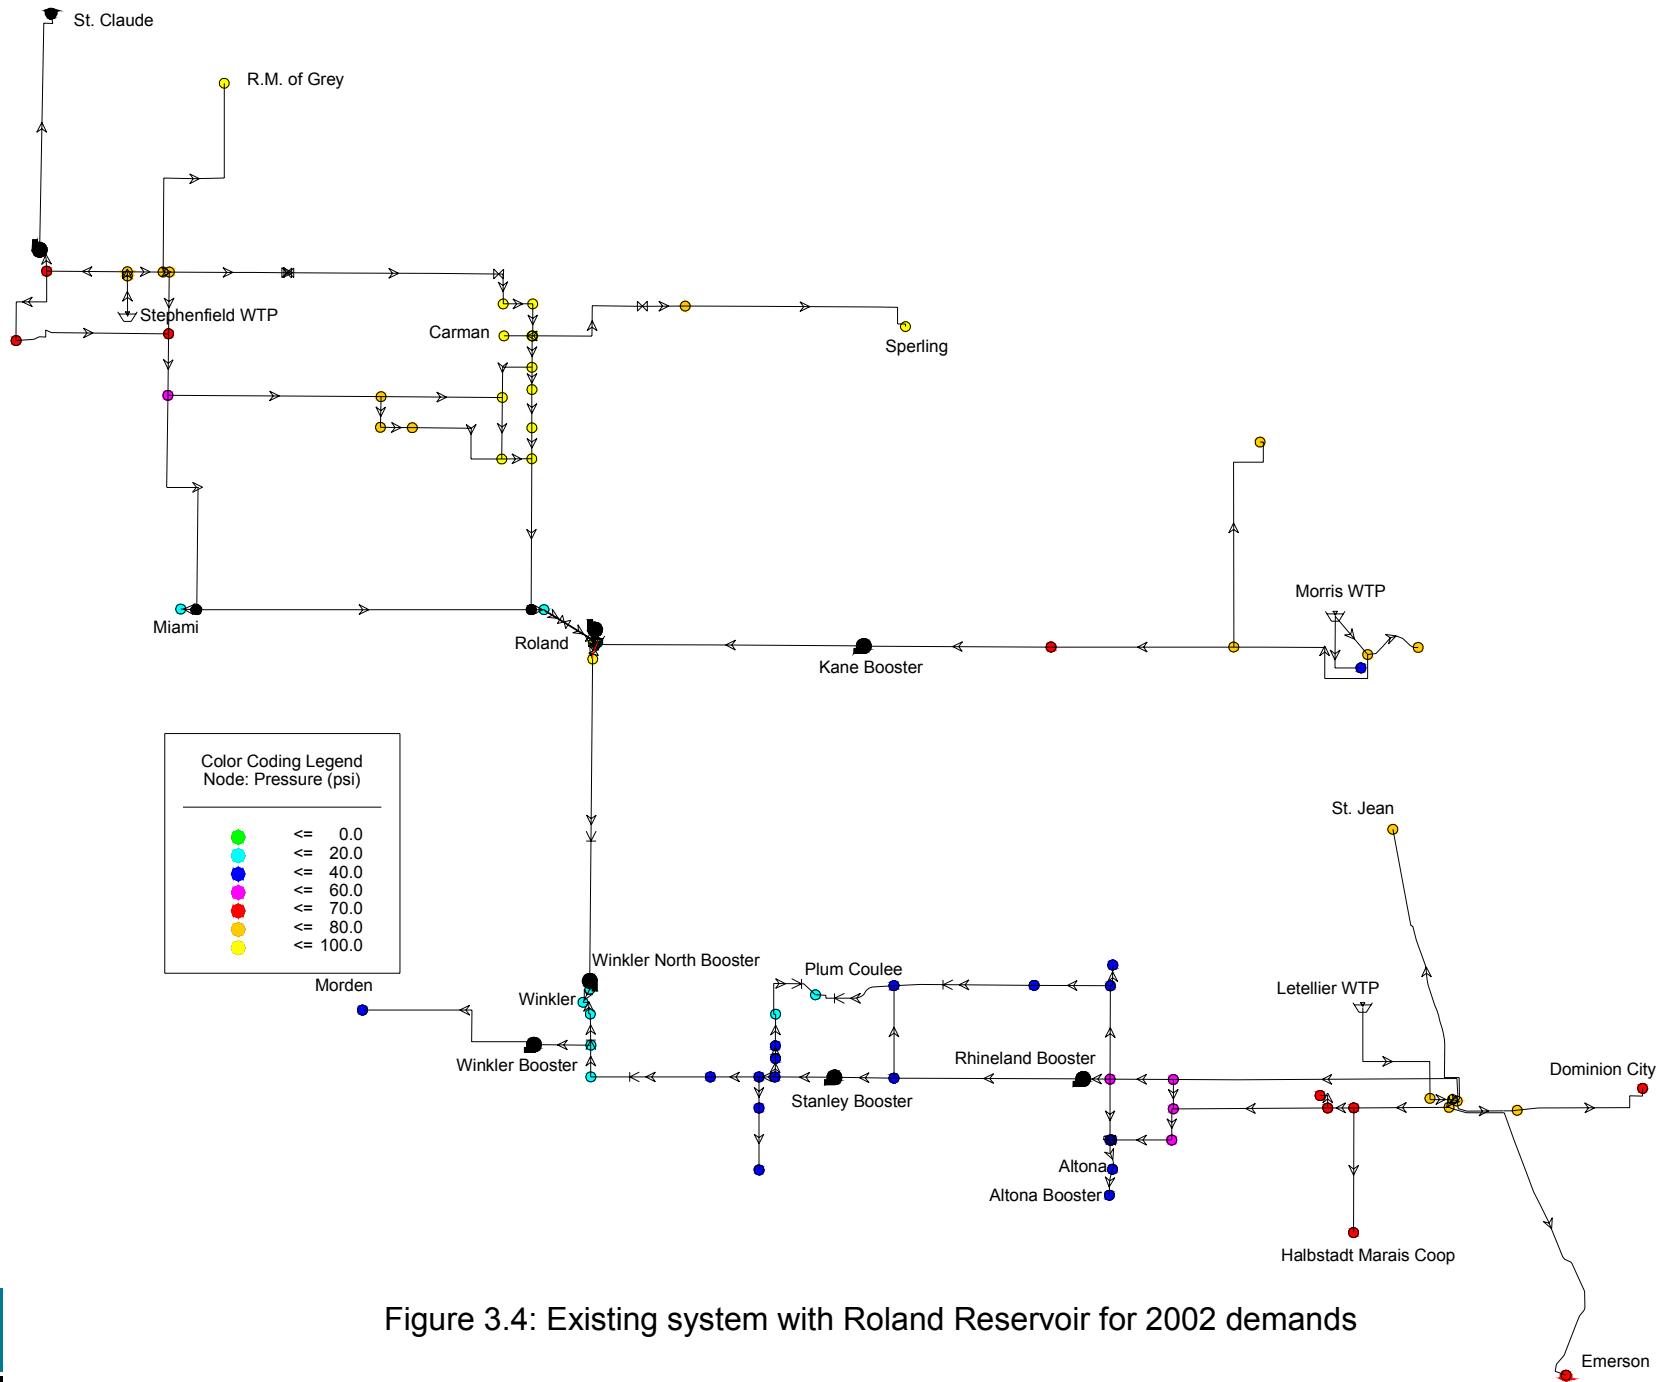 St. Claude
R.M. of Grey
Stephenfield WTP
Carman
Sperling
Morris WTP
Miami
Roland
Kane Booster
Color Coding Legend
Node: Pressure (psi)
<= 0.0
<= 20.0
<= 40.0
<= 60.0
<= 70.0
<= 80.0
<= 100.0
St. Jean
Winkler North Booster
Plum Coulee
Morden
Winkler
Letellier WTP
Winkler Booster
Rhineland Booster
Dominion City
Stanley Booster
Altona
Altona Booster
Halbstadt Marais Coop
Figure 3.4: Existing system with Roland Reservoir for 2002 demands
Emerson